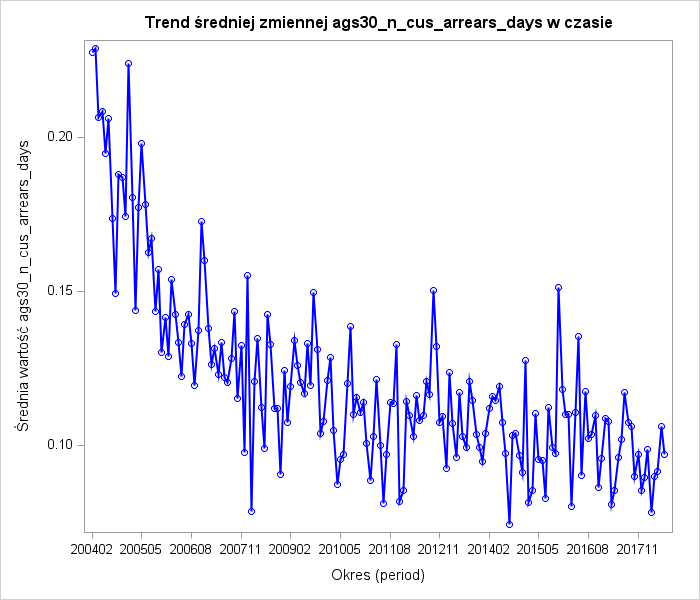 Trend średniej zmiennej ags30_n_cus_arrears_days w czasie
Średnia wartość ags30_n_cus_arrears_days
0.20
0.15
0.10
200402 200505 200608 200711 200902 201005 201108 201211 201402 201505 201608 201711
Okres (period)